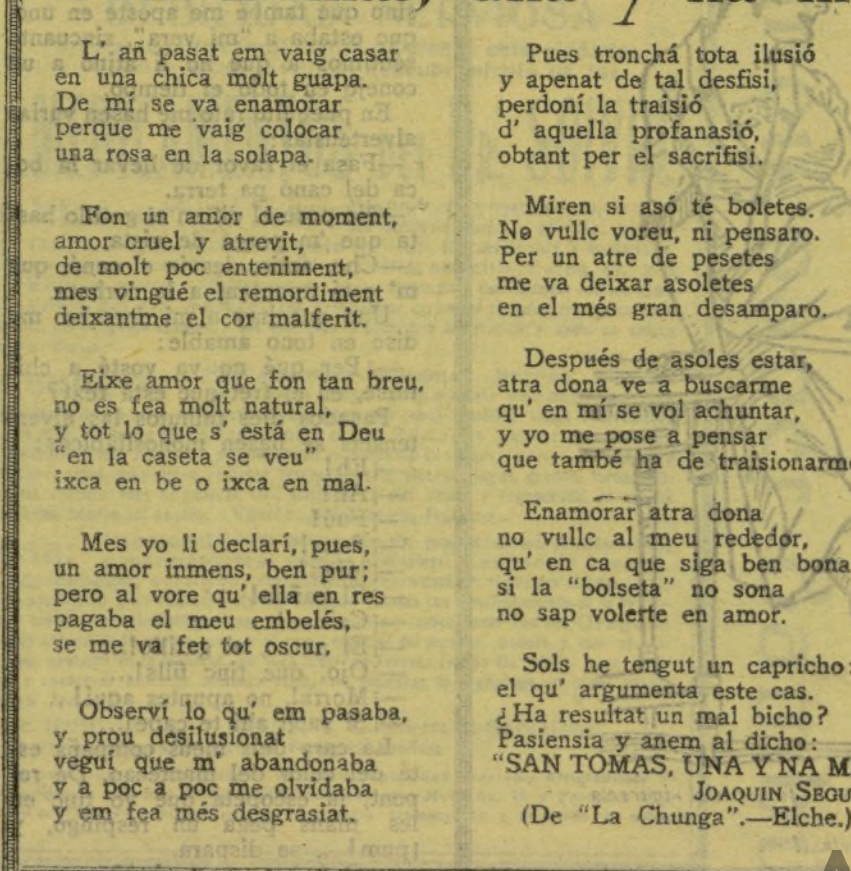 L' añ pasat em vaig casar
en una chica molt guapa.
De mí se va enamorar
perque me vaig colocar
una rosa en la solapa.
Fon un amor de moment,
amor cruel y atrevit,
de molt poc enteniment,
mes vingué el remordiment
deixantme el cor malferit.
Eixe amor que fon tan breu,
no es fea molt natural,
y tot lo que s' está en Deu
"en la caseta se veu"
ixca en be o ixca en mal.
Mes yo li declarí, pues,
un amor inmens, ben pur;
pero al vore qu' ella en res
pagaba el meu embelés,
se me va fet tot oscur.
Observí lo qu' em pasaba,
y prou desilusionat
veguí que m' abandonaba
y a poc a poc me olvidaba
y em fea més desgrasiat.
Pues tronchá tota ilusió
y apenat de tal desfisi,
perdoní la traisió
d' aquella profanasió,
obtant per el sacrifisi.
Miren si asó té boletes.
No vullc voreu, ni pensaro.
Per un atre de pesetes
me va deixar asoletes
en el més gran desamparo.
Después de asoles estar,
atra dona ve a buscarme
qu' en mí se vol achuntar,
y yo me pose a pensar
que també ha de traisionarme
Enamorar atra dona
no vullc al meu rededor,
qu' en ca que siga ben bona
si la "bolseta" no sona
no sap volerte en amor.
Sols he tengut un capricho:
el qu' argumenta este cas.
¿Ha resultat un mal bicho?
Pasiensia y anem al dicho:
"SAN TOMAS, UNA Y NA M
JOAQUIN SEGU
(De "La Chunga".—Elche.)